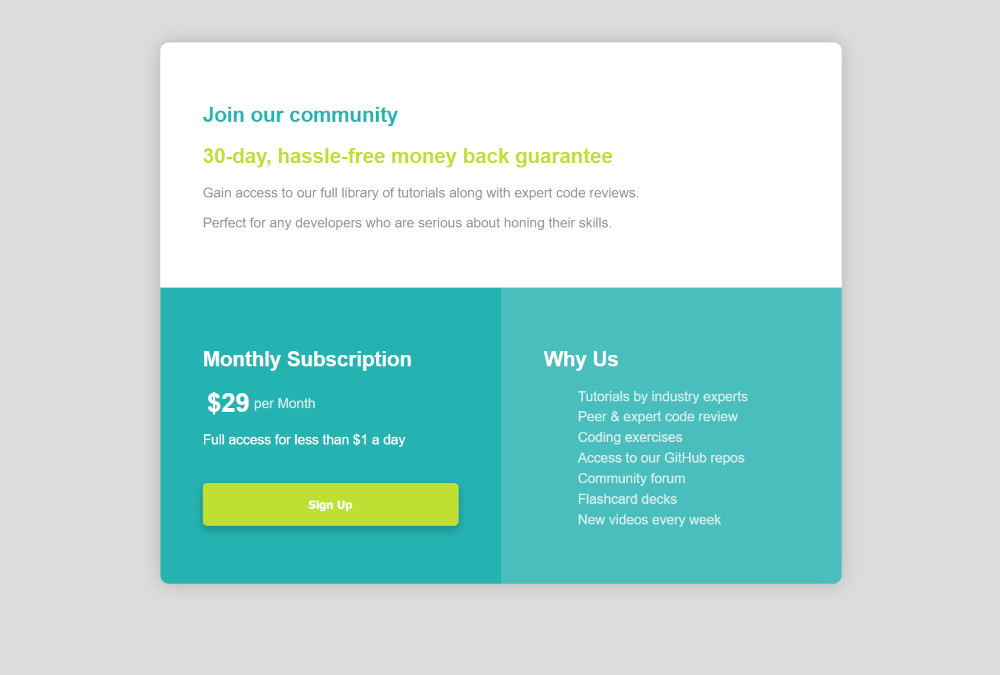 Join our community
30-day, hassle-free money back guarantee
Gain access to our full library of tutorials along with expert code reviews.
Perfect for any developers who are serious about honing their skills.
Monthly Subscription
$29 per Month
Full access for less than $1 a day
Sign Up
Why Us
Tutorials by industry experts
Peer & expert code review
Coding exercises
Access to our GitHub repos
Community forum
Flashcard decks
New videos every week